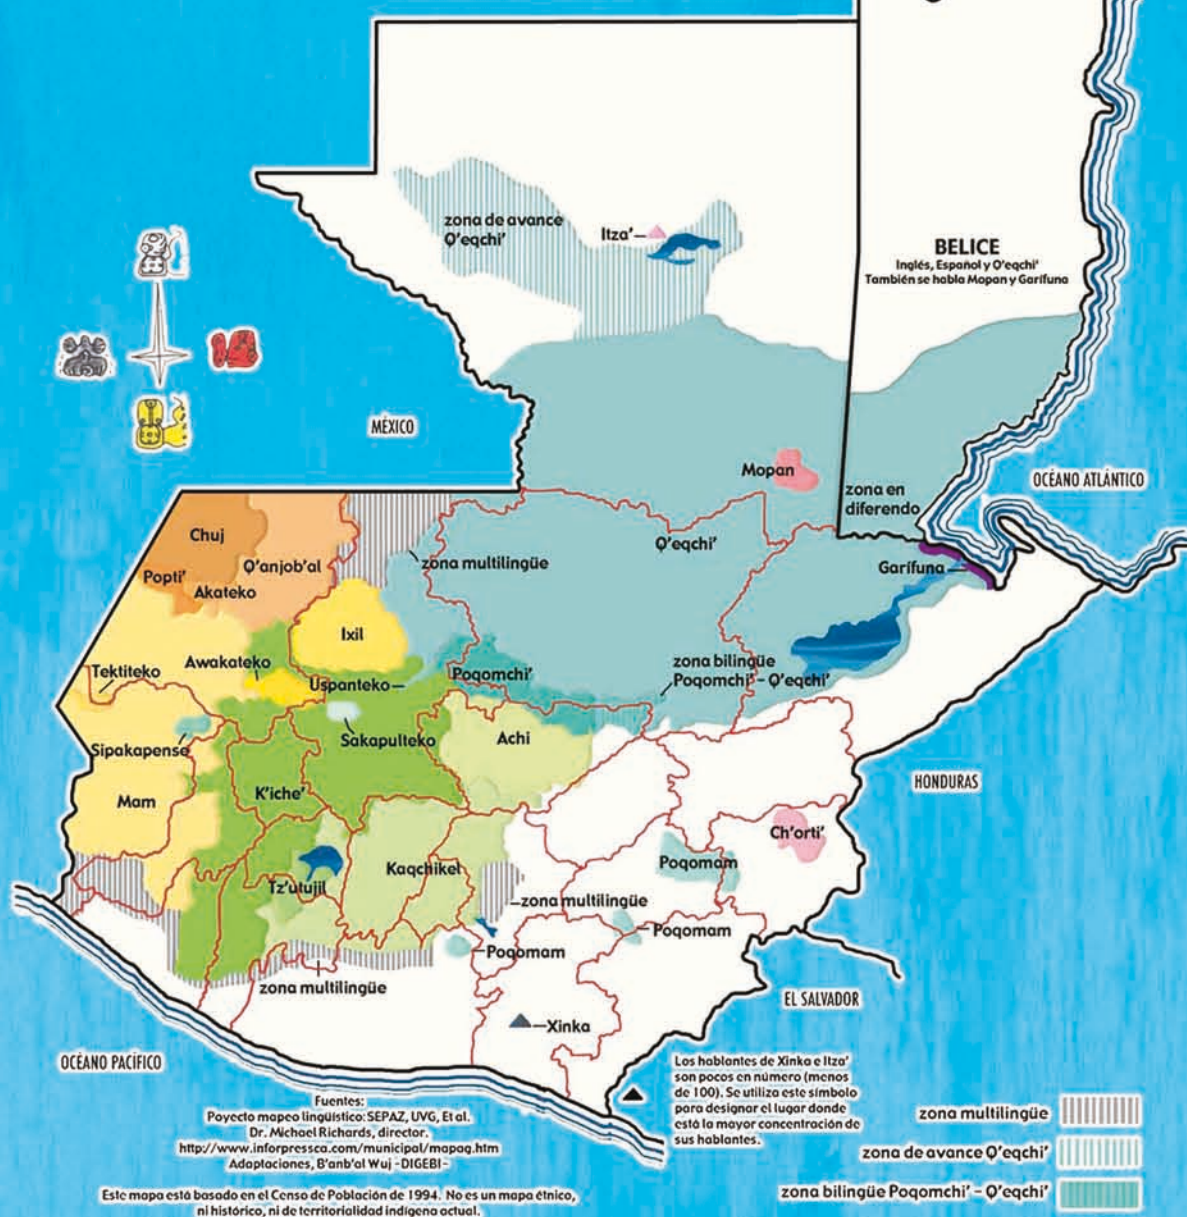 zona de avance
Q'eqchi'
Itza'
BELICE
Inglés, Español y Q'eqchi'
También se habla Mopan y Garífuna
MÉXICO
Mopan
zona en
diferendo
OCÉANO ATLÁNTICO
Chuj
Q'anjob'al
Popti'
Akateko
zona multilingüe
Q'eqchi'
Garífuna
Ixil
Tektiteko
Awakateko
Uspanteko
Poqomchi'
zona bilingüe
Poqomchi' - Q'eqchi'
Sipakapense
Sakapulteko
Achi
Mam
K'iche'
HONDURAS
Ch'orti'
Tz'utujil
Kaqchikel
Poqomam
zona multilingüe
Poqomam
Poqomam
zona multilingüe
Xinka
EL SALVADOR
OCÉANO PACÍFICO
Los hablantes de Xinka e Itza'
son pocos en número (menos
de 100). Se utiliza este símbolo
para designar el lugar donde
está la mayor concentración de
sus hablantes.
Fuentes:
Poyecto mapeo lingüístico: SEPAZ, UVG, Et al.
Dr. Michael Richards, director.
http://www.inforpressca.com/municipal/mapag.htm
Adaptaciones, B'anb'al Wuj -DIGEBI-
Este mapa está basado en el Censo de Población de 1994. No es un mapa étnico,
ni histórico, ni de territorialidad indígena actual.
zona multilingüe
zona de avance Q'eqchi'
zona bilingüe Poqomchi' - Q'eqchi'